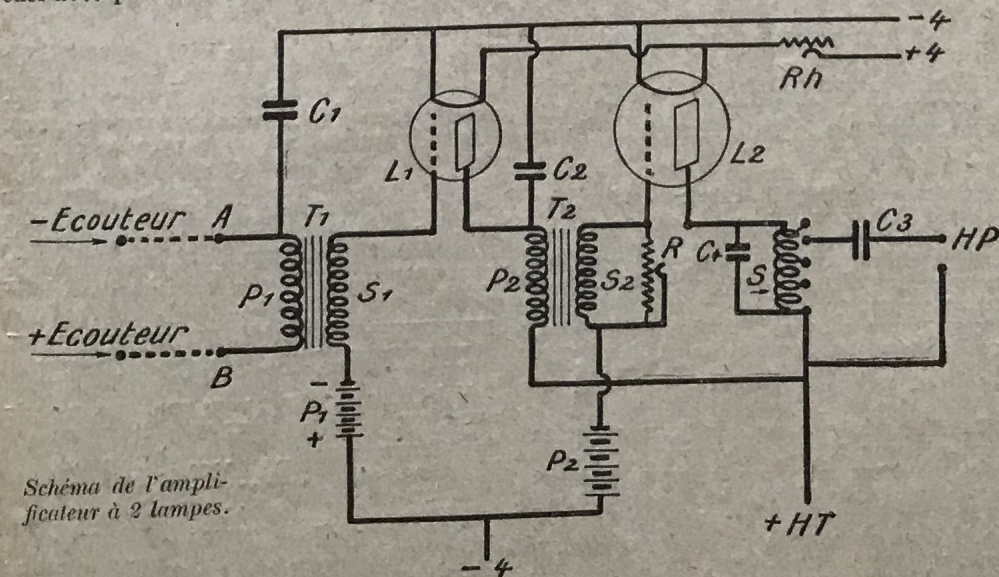 -4
+4
Rh
C1
L1
C2
L2
-Ecouteur A
T1
T2
R
C4
C3
HP
P1
S1
P2
S2
S
+Ecouteur
B
-
P1
+
P2
Schéma de l'ampli-
ficateur à 2 lampes.
+HT
-4